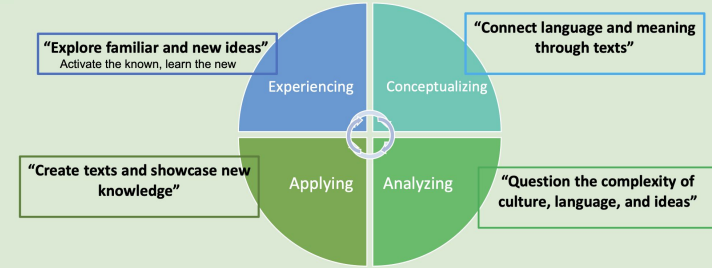 “Explore familiar and new ideas”
Activate the known, learn the new
“Connect language and meaning
through texts”
Experiencing
Conceptualizing
“Create texts and showcase new
knowledge”
Applying
Analyzing
“Question the complexity of
culture, language, and ideas”